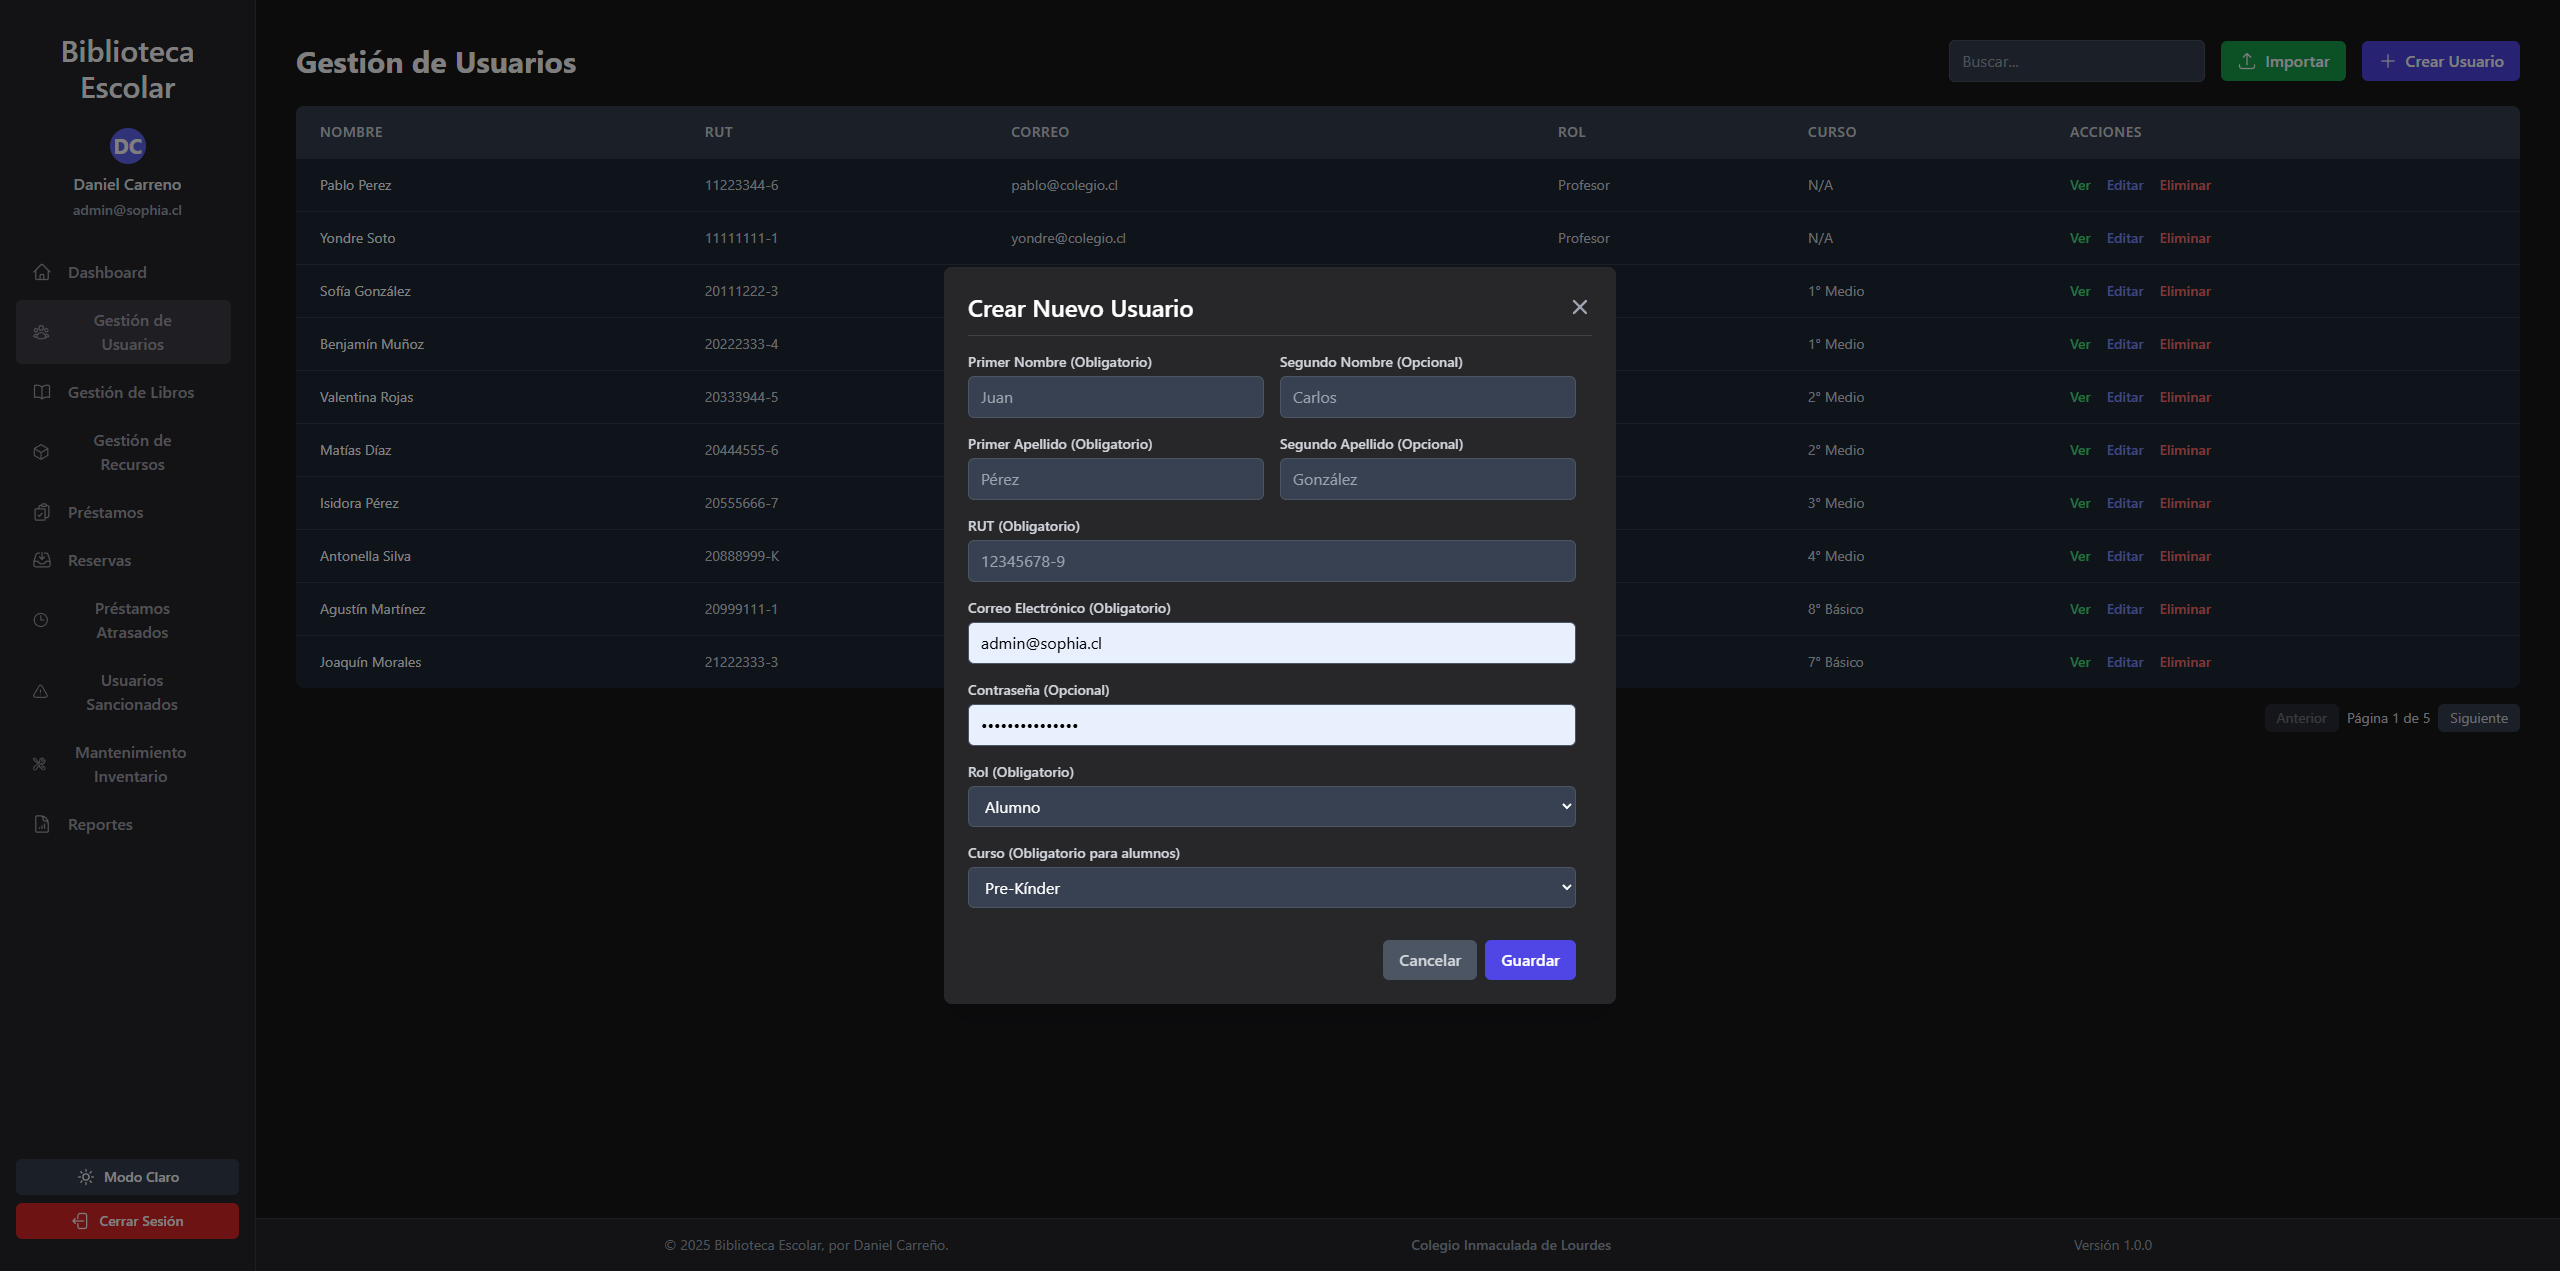 Biblioteca
Escolar
DC
Daniel Carreno
admin@sophia.cl
Dashboard
Gestión de
Usuarios
Gestión de Libros
Gestión de
Recursos
Préstamos
Reservas
Préstamos
Atrasados
Usuarios
Sancionados
Mantenimiento
Inventario
Reportes
Modo Claro
Cerrar Sesión
Gestión de Usuarios
Buscar...
Importar
Crear Usuario
NOMBRE RUT CORREO ROL CURSO ACCIONES
Pablo Perez 11223344-6 pablo@colegio.cl Profesor N/A Ver Editar Eliminar
Yondre Soto 11111111-1 yondre@colegio.cl Profesor N/A Ver Editar Eliminar
Sofía González 20111222-3 1° Medio Ver Editar Eliminar
Benjamín Muñoz 20222333-4 1° Medio Ver Editar Eliminar
Valentina Rojas 20333944-5 2° Medio Ver Editar Eliminar
Matías Díaz 20444555-6 2° Medio Ver Editar Eliminar
Isidora Pérez 20555666-7 3° Medio Ver Editar Eliminar
Antonella Silva 20888999-K 4° Medio Ver Editar Eliminar
Agustín Martínez 20999111-1 8° Básico Ver Editar Eliminar
Joaquín Morales 21222333-3 7° Básico Ver Editar Eliminar
Anterior Página 1 de 5 Siguiente
Crear Nuevo Usuario
Primer Nombre (Obligatorio) Segundo Nombre (Opcional)
Juan Carlos
Primer Apellido (Obligatorio) Segundo Apellido (Opcional)
Pérez González
RUT (Obligatorio)
12345678-9
Correo Electrónico (Obligatorio)
admin@sophia.cl
Contraseña (Opcional)
•••••••••••••••
Rol (Obligatorio)
Alumno
Curso (Obligatorio para alumnos)
Pre-Kínder
Cancelar Guardar
© 2025 Biblioteca Escolar, por Daniel Carreño. Colegio Inmaculada de Lourdes Versión 1.0.0